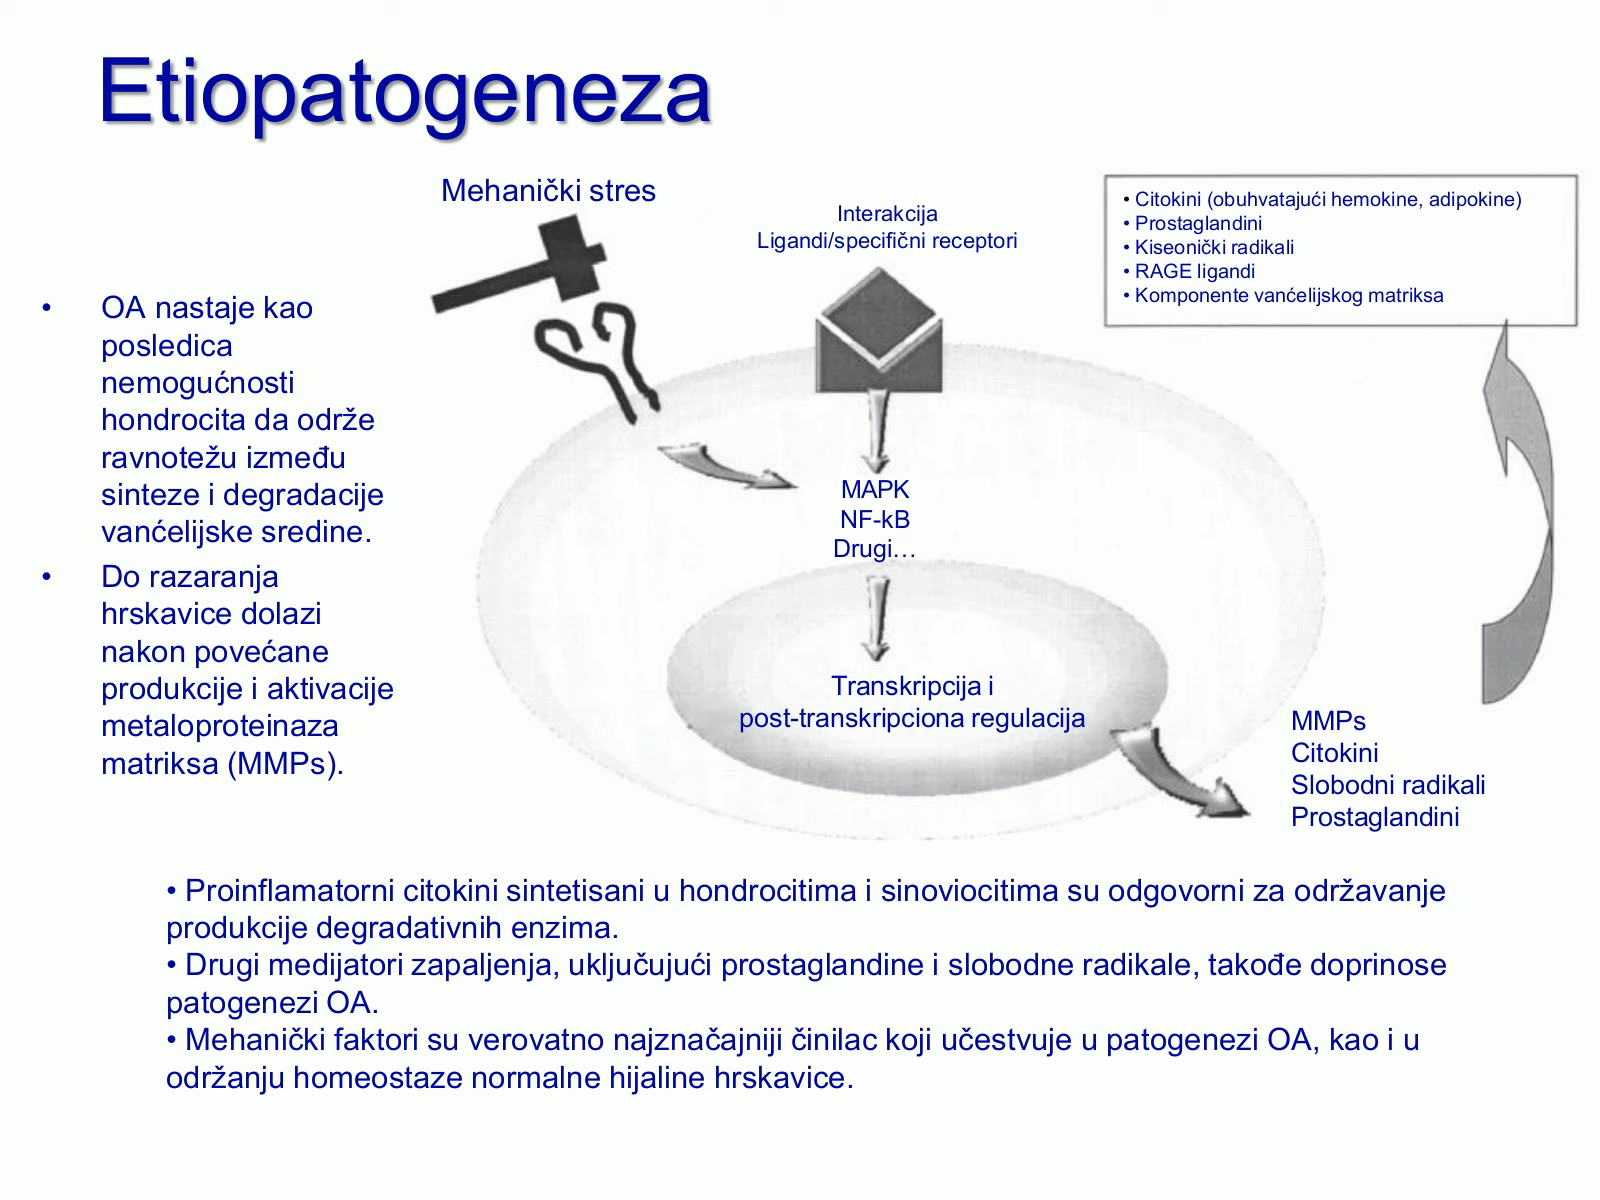 Etiopatogeneza
Mehanički stres
Interakcija
Ligandi/specifični receptori
• Citokini (obuhvatajući hemokine, adipokine)
• Prostaglandini
• Kiseonički radikali
• RAGE ligandi
• Komponente vanćelijskog matriksa
• OA nastaje kao
posledica
nemogućnosti
hondrocita da održe
ravnotežu između
sinteze i degradacije
vanćelijske sredine.
• Do razaranja
hrskavice dolazi
nakon povećane
produkcije i aktivacije
metaloproteinaza
matriksa (MMPs).
MAPK
NF-kB
Drugi…
Transkripcija i
post-transkripciona regulacija
MMPs
Citokini
Slobodni radikali
Prostaglandini
• Proinflamatorni citokini sintetisani u hondrocitima i sinoviocitima su odgovorni za održavanje
produkcije degradativnih enzima.
• Drugi medijatori zapaljenja, uključujući prostaglandine i slobodne radikale, takođe doprinose
patogenezi OA.
• Mehanički faktori su verovatno najznačajniji činilac koji učestvuje u patogenezi OA, kao i u
održanju homeostaze normalne hijaline hrskavice.